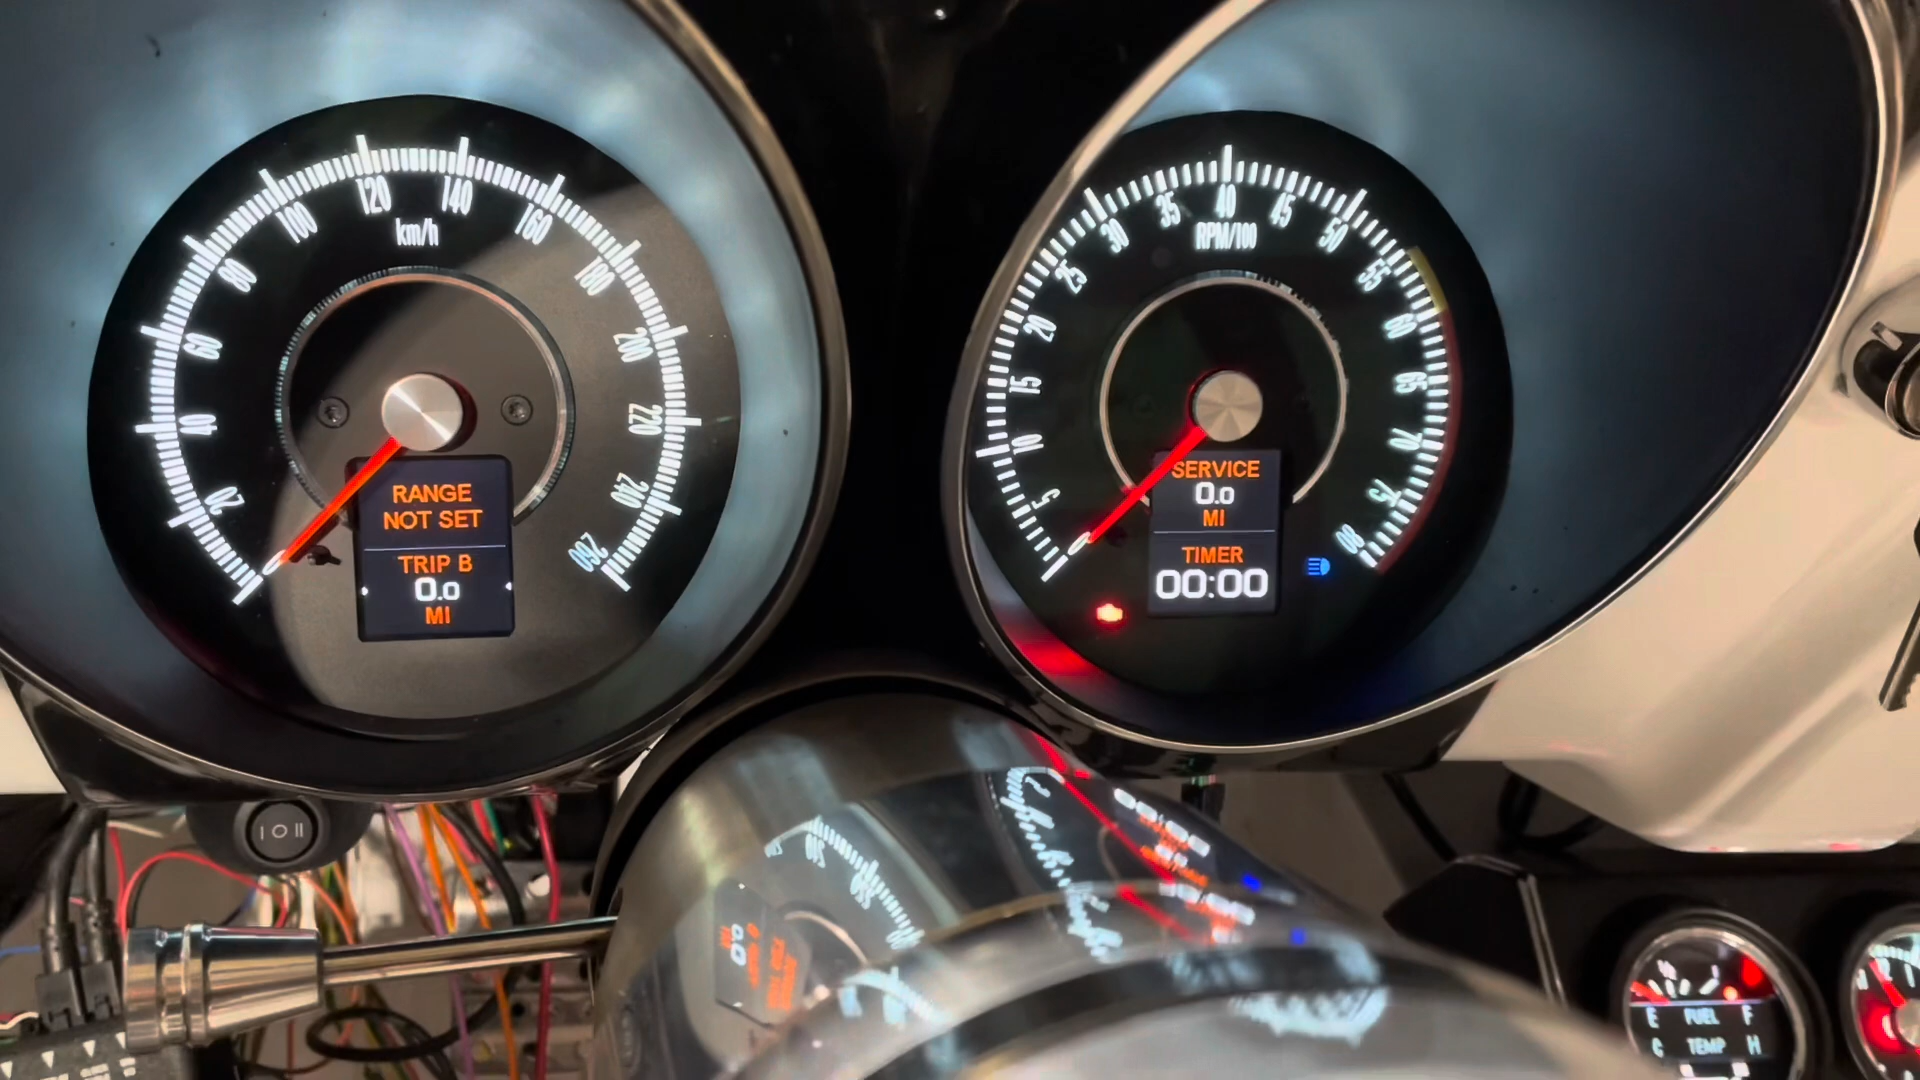 20
40
60
80
100
120
140
160
180
200
220
240
260
km/h
RANGE
NOT SET
TRIP B
0.0
MI
5
10
15
20
25
30
35
40
45
50
55
60
65
70
75
80
RPM/100
SERVICE
0.0
MI
TIMER
00:00
I O II
E FUEL F
C TEMP H